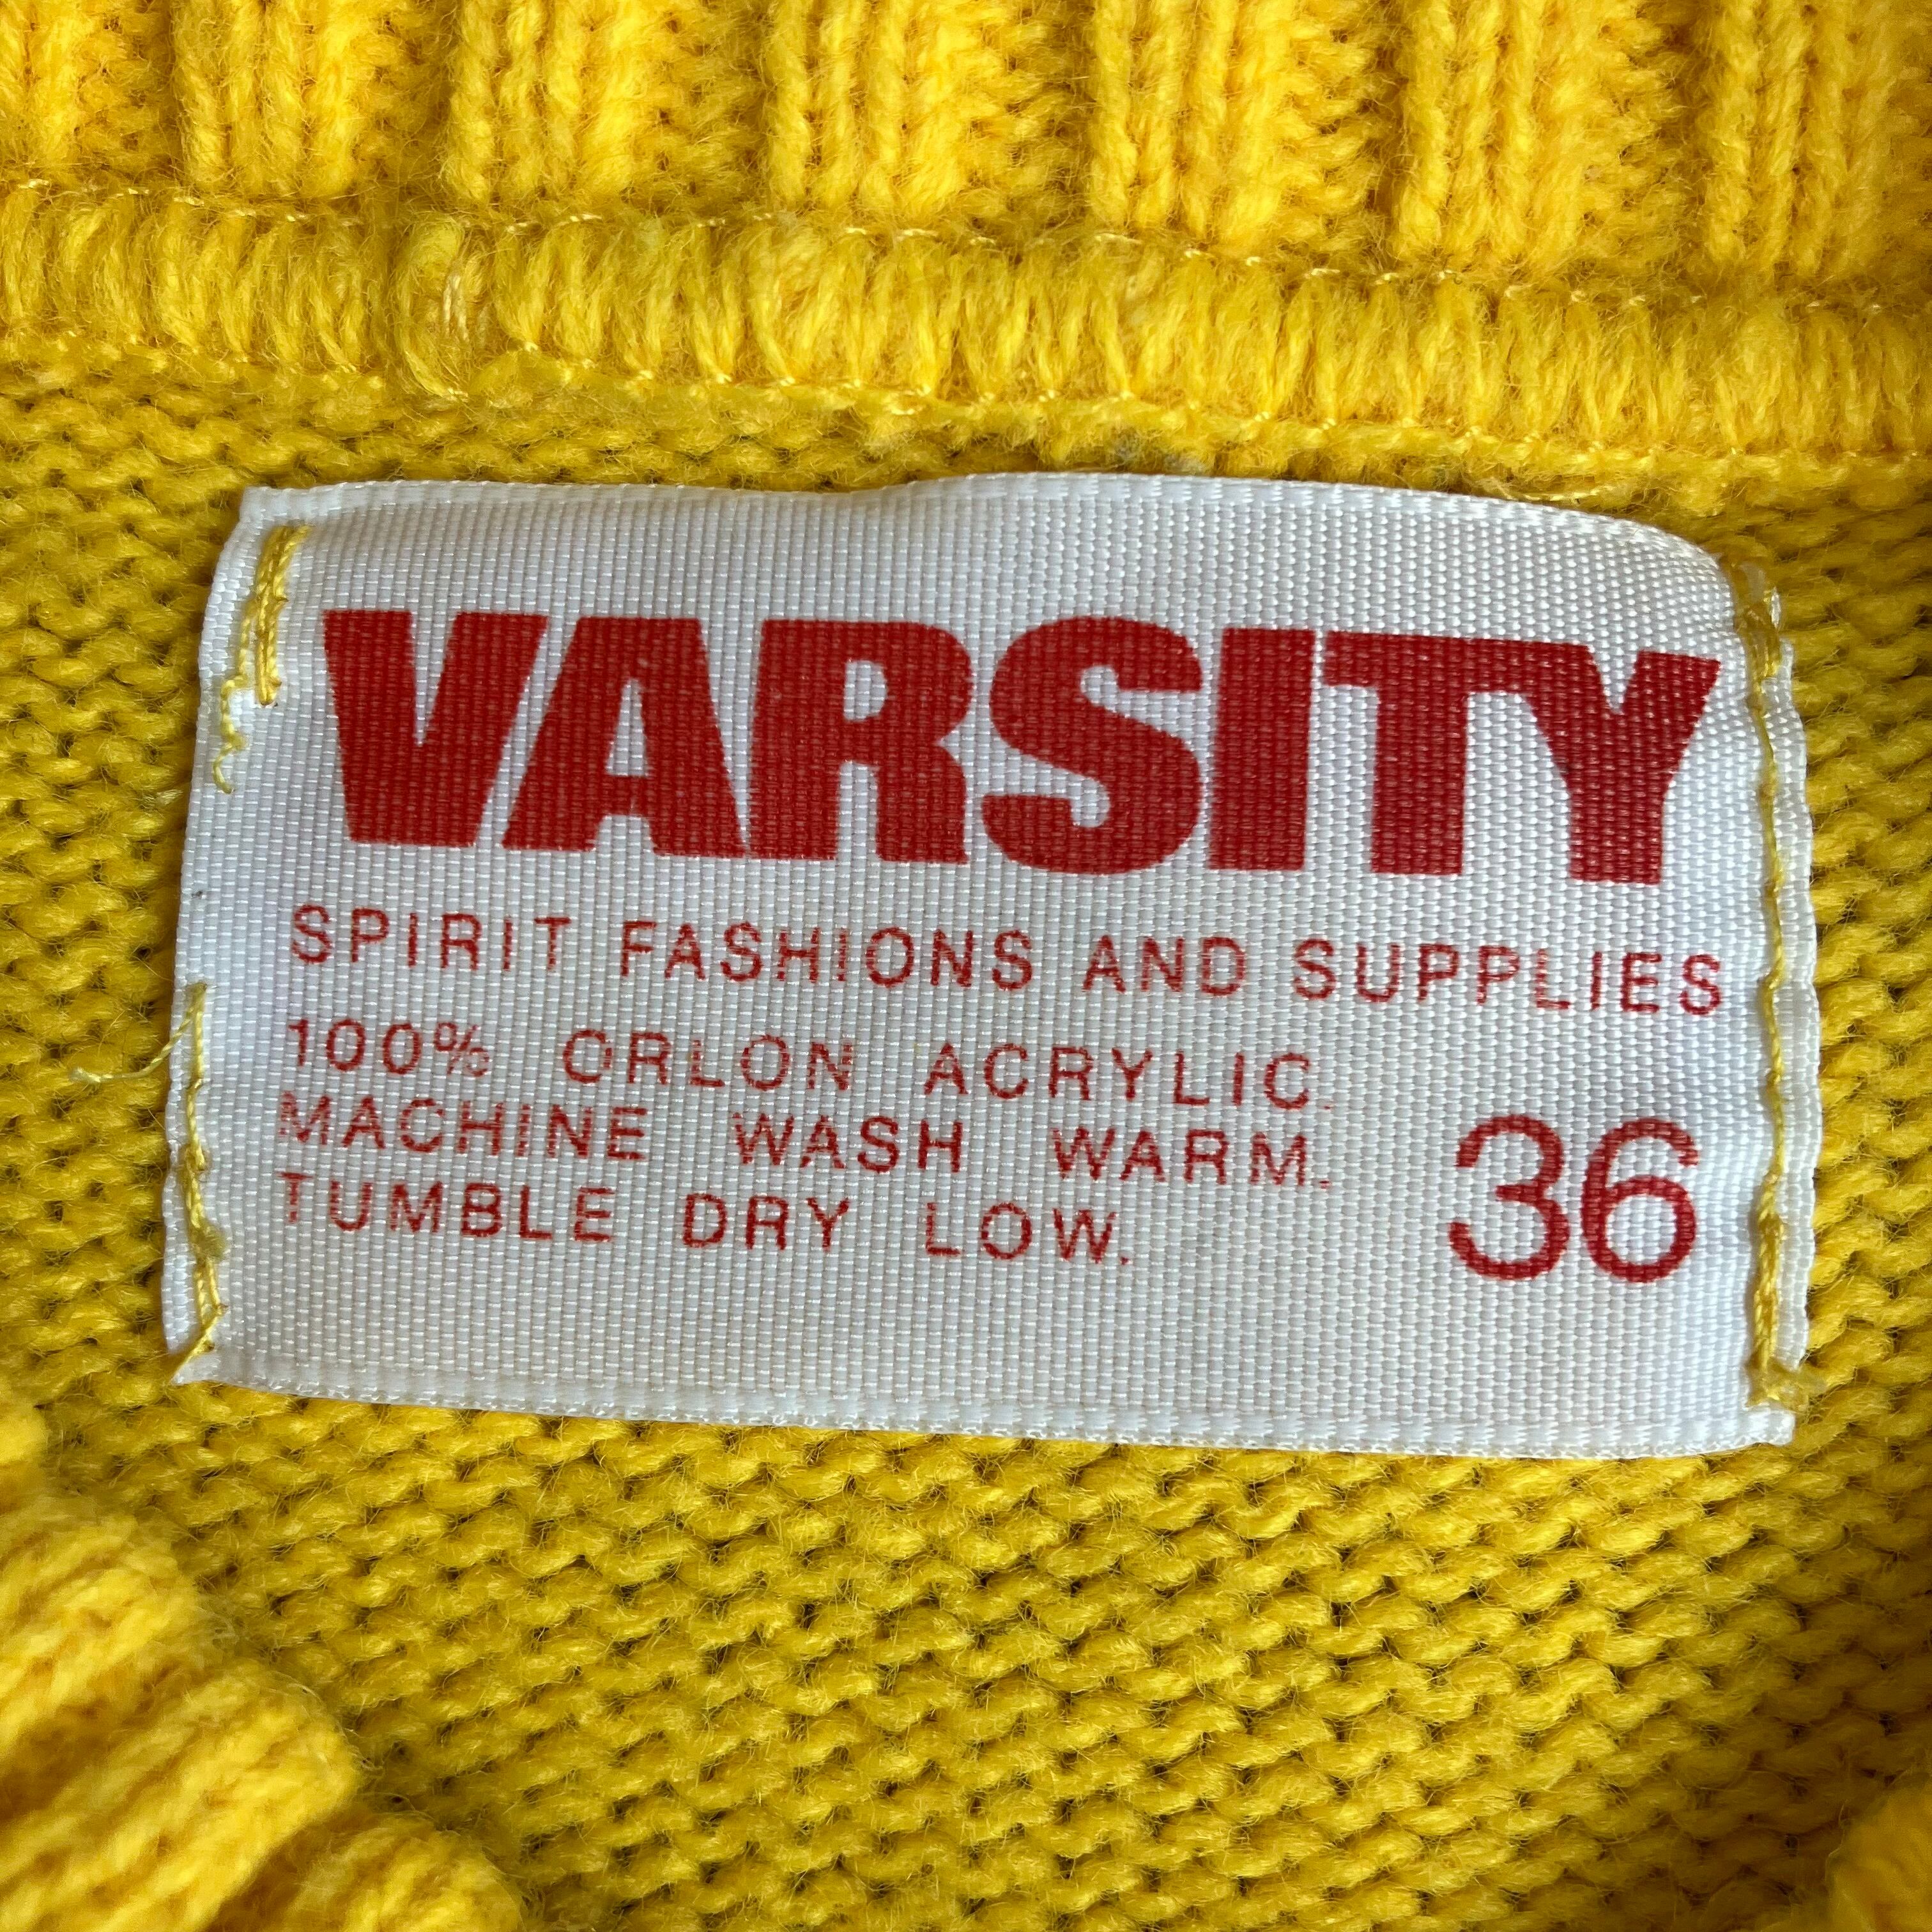 VARSITY
SPIRIT FASHIONS AND SUPPLIES
100% ORLON ACRYLIC.
MACHINE WASH WARM.
TUMBLE DRY LOW.
36